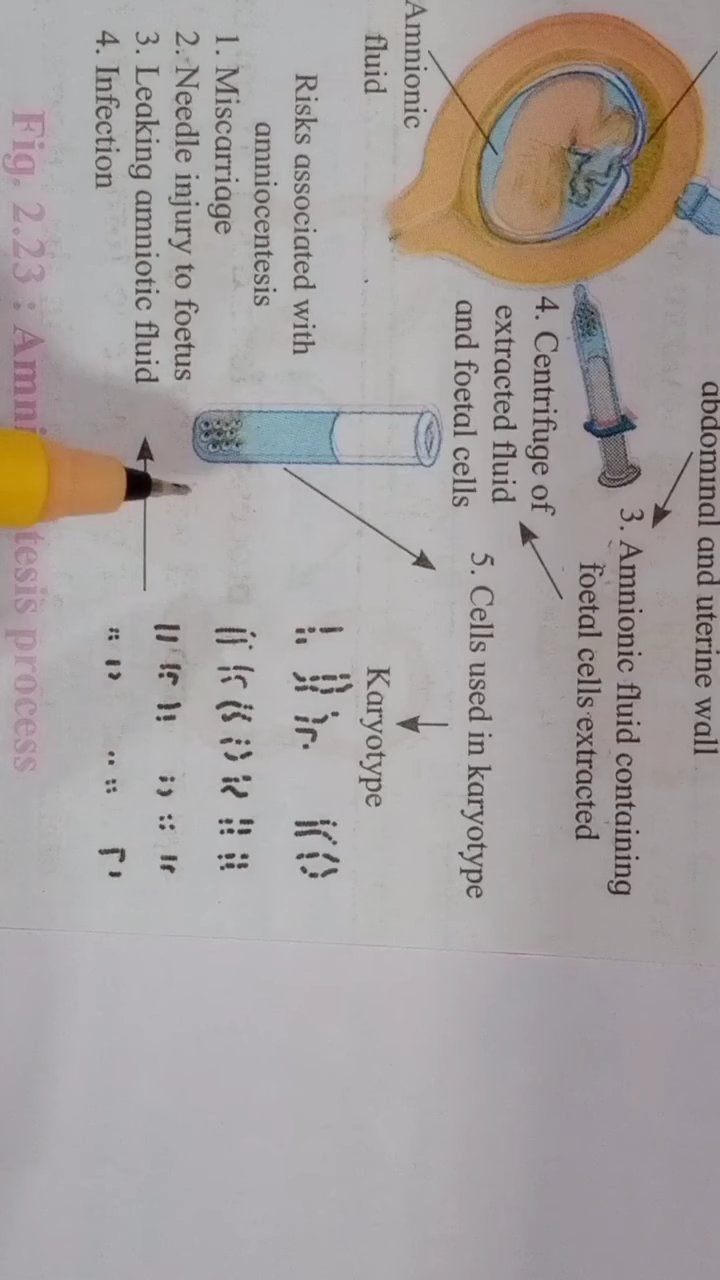 abdominal and uterine wall
3. Amnionic fluid containing
foetal cells extracted
4. Centrifuge of
extracted fluid
and foetal cells
5. Cells used in karyotype
Amnionic
fluid
Karyotype
Risks associated with
amniocentesis
1. Miscarriage
2. Needle injury to foetus
3. Leaking amniotic fluid
4. Infection
Fig. 2.23 : Amni tesis process